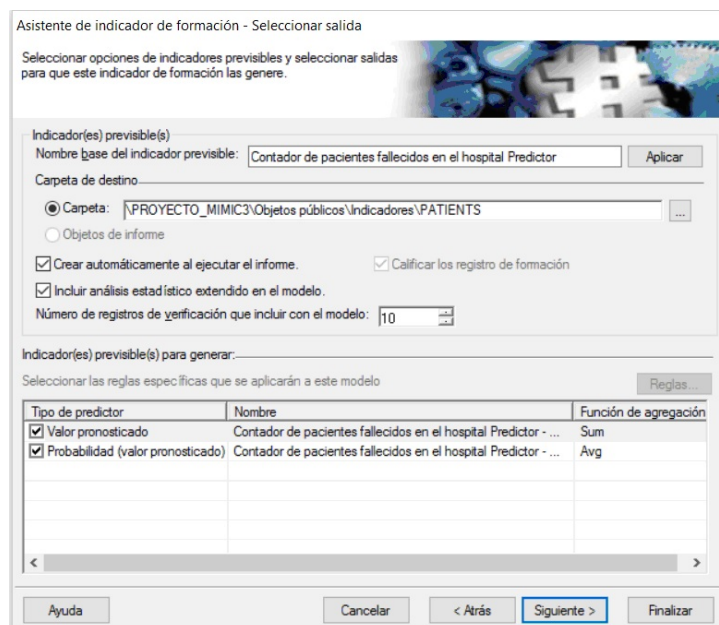 Asistente de indicador de formación - Seleccionar salida
Seleccionar opciones de indicadores previsibles y seleccionar salidas
para que este indicador de formación las genere.
Indicador(es) previsible(s)
Nombre base del indicador previsible: Contador de pacientes fallecidos en el hospital Predictor Aplicar
Carpeta de destino
Carpeta: \PROYECTO_MIMIC3\Objetos públicos\Indicadores\PATIENTS ...
Objetos de informe
Crear automáticamente al ejecutar el informe. Calificar los registro de formación
Incluir análisis estadístico extendido en el modelo.
Número de registros de verificación que incluir con el modelo: 10
Indicador(es) previsible(s) para generar:
Seleccionar las reglas específicas que se aplicarán a este modelo Reglas...
Tipo de predictor Nombre Función de agregación
Valor pronosticado Contador de pacientes fallecidos en el hospital Predictor - ... Sum
Probabilidad (valor pronosticado) Contador de pacientes fallecidos en el hospital Predictor - ... Avg
Ayuda Cancelar < Atrás Siguiente > Finalizar